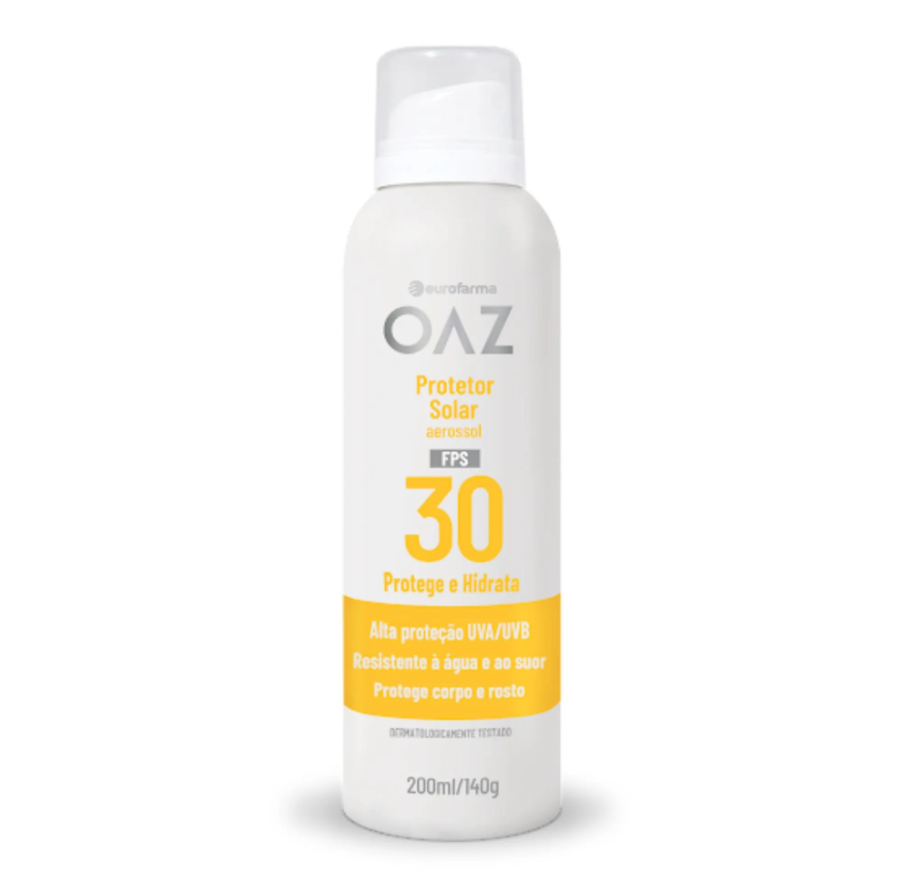 eurofarma
OAZ
Protetor
Solar
aerossol
FPS
30
Protege e Hidrata
Alta proteção UVA/UVB
Resistente à água e ao suor
Protege corpo e rosto
DERMATOLOGICAMENTE TESTADO
200ml/140g